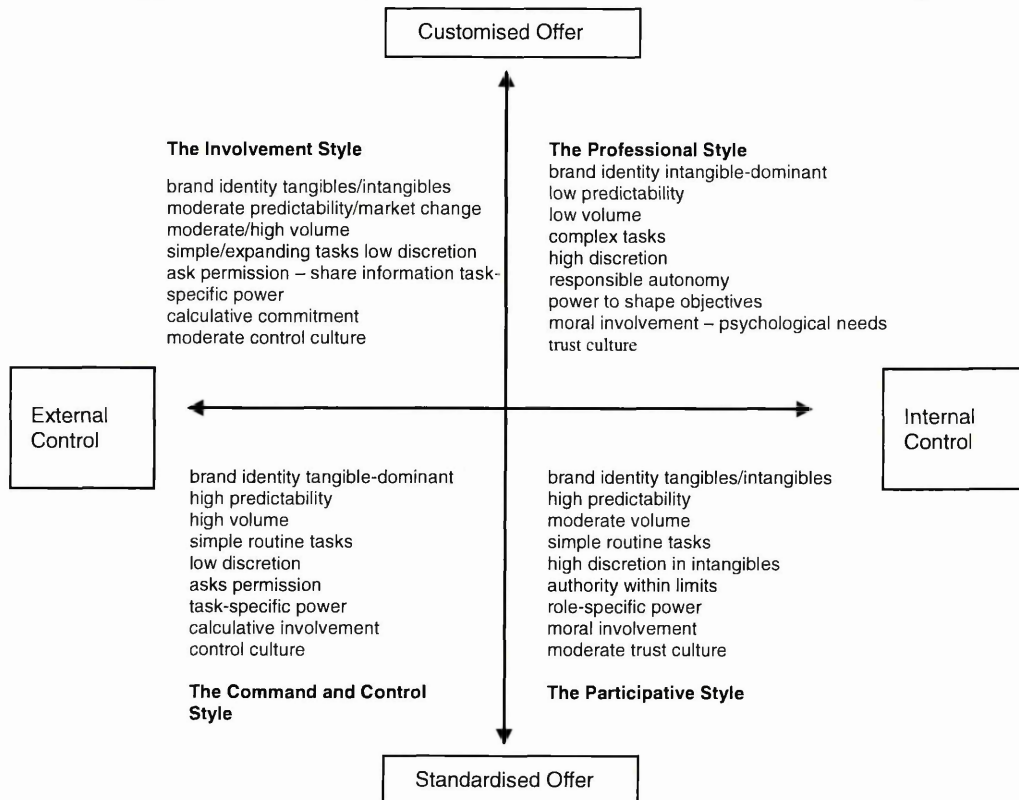 Customised Offer
The Involvement Style
brand identity tangibles/intangibles
moderate predictability/market change
moderate/high volume
simple/expanding tasks low discretion
ask permission – share information task-
specific power
calculative commitment
moderate control culture
The Professional Style
brand identity intangible-dominant
low predictability
low volume
complex tasks
high discretion
responsible autonomy
power to shape objectives
moral involvement – psychological needs
trust culture
External
Control
Internal
Control
brand identity tangible-dominant
high predictability
high volume
simple routine tasks
low discretion
asks permission
task-specific power
calculative involvement
control culture
The Command and Control
Style
brand identity tangibles/intangibles
high predictability
moderate volume
simple routine tasks
high discretion in intangibles
authority within limits
role-specific power
moral involvement
moderate trust culture
The Participative Style
Standardised Offer